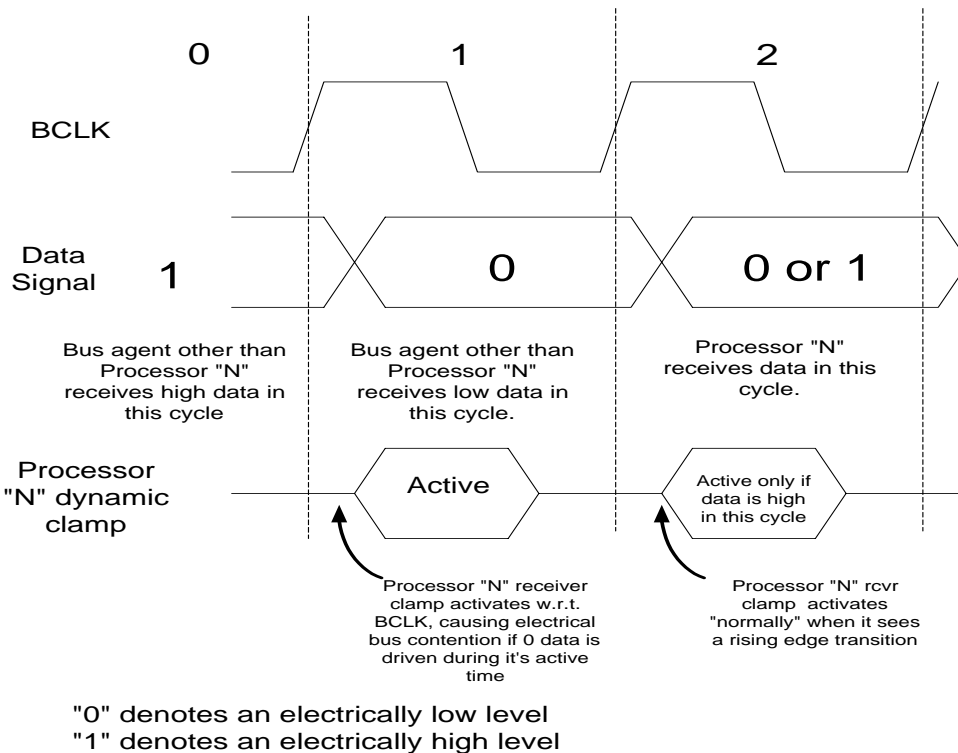 0
1
2
BCLK
Data
Signal
1
0
0 or 1
Bus agent other than
Processor "N"
receives high data in
this cycle
Bus agent other than
Processor "N"
receives low data in
this cycle.
Processor "N"
receives data in this
cycle.
Processor
"N" dynamic
clamp
Active
Active only if
data is high
in this cycle
Processor "N" receiver
clamp activates w.r.t.
BCLK, causing electrical
bus contention if 0 data is
driven during it's active
time
Processor "N" rcvr
clamp activates
"normally" when it sees
a rising edge transition
"0" denotes an electrically low level
"1" denotes an electrically high level